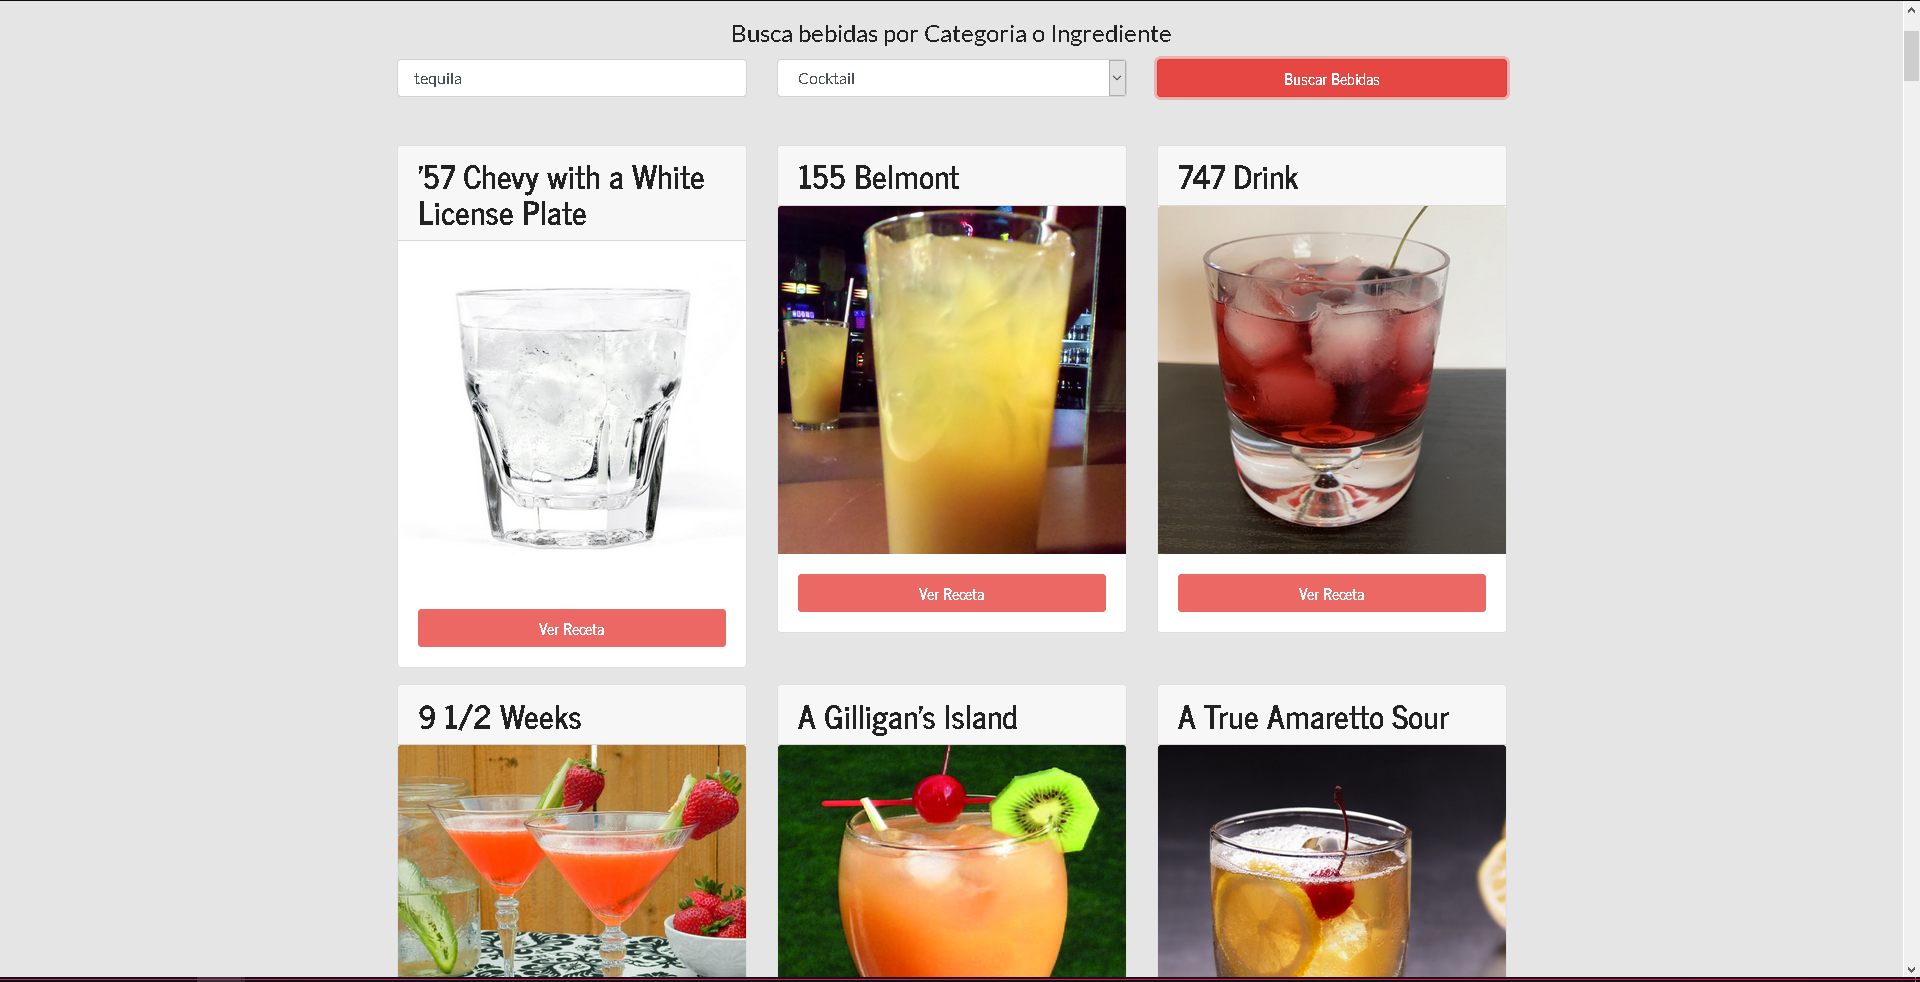 Busca bebidas por Categoria o Ingrediente
tequila
Cocktail
Buscar Bebidas
'57 Chevy with a White
License Plate
155 Belmont
747 Drink
Ver Receta
Ver Receta
Ver Receta
9 1/2 Weeks
A Gilligan's Island
A True Amaretto Sour